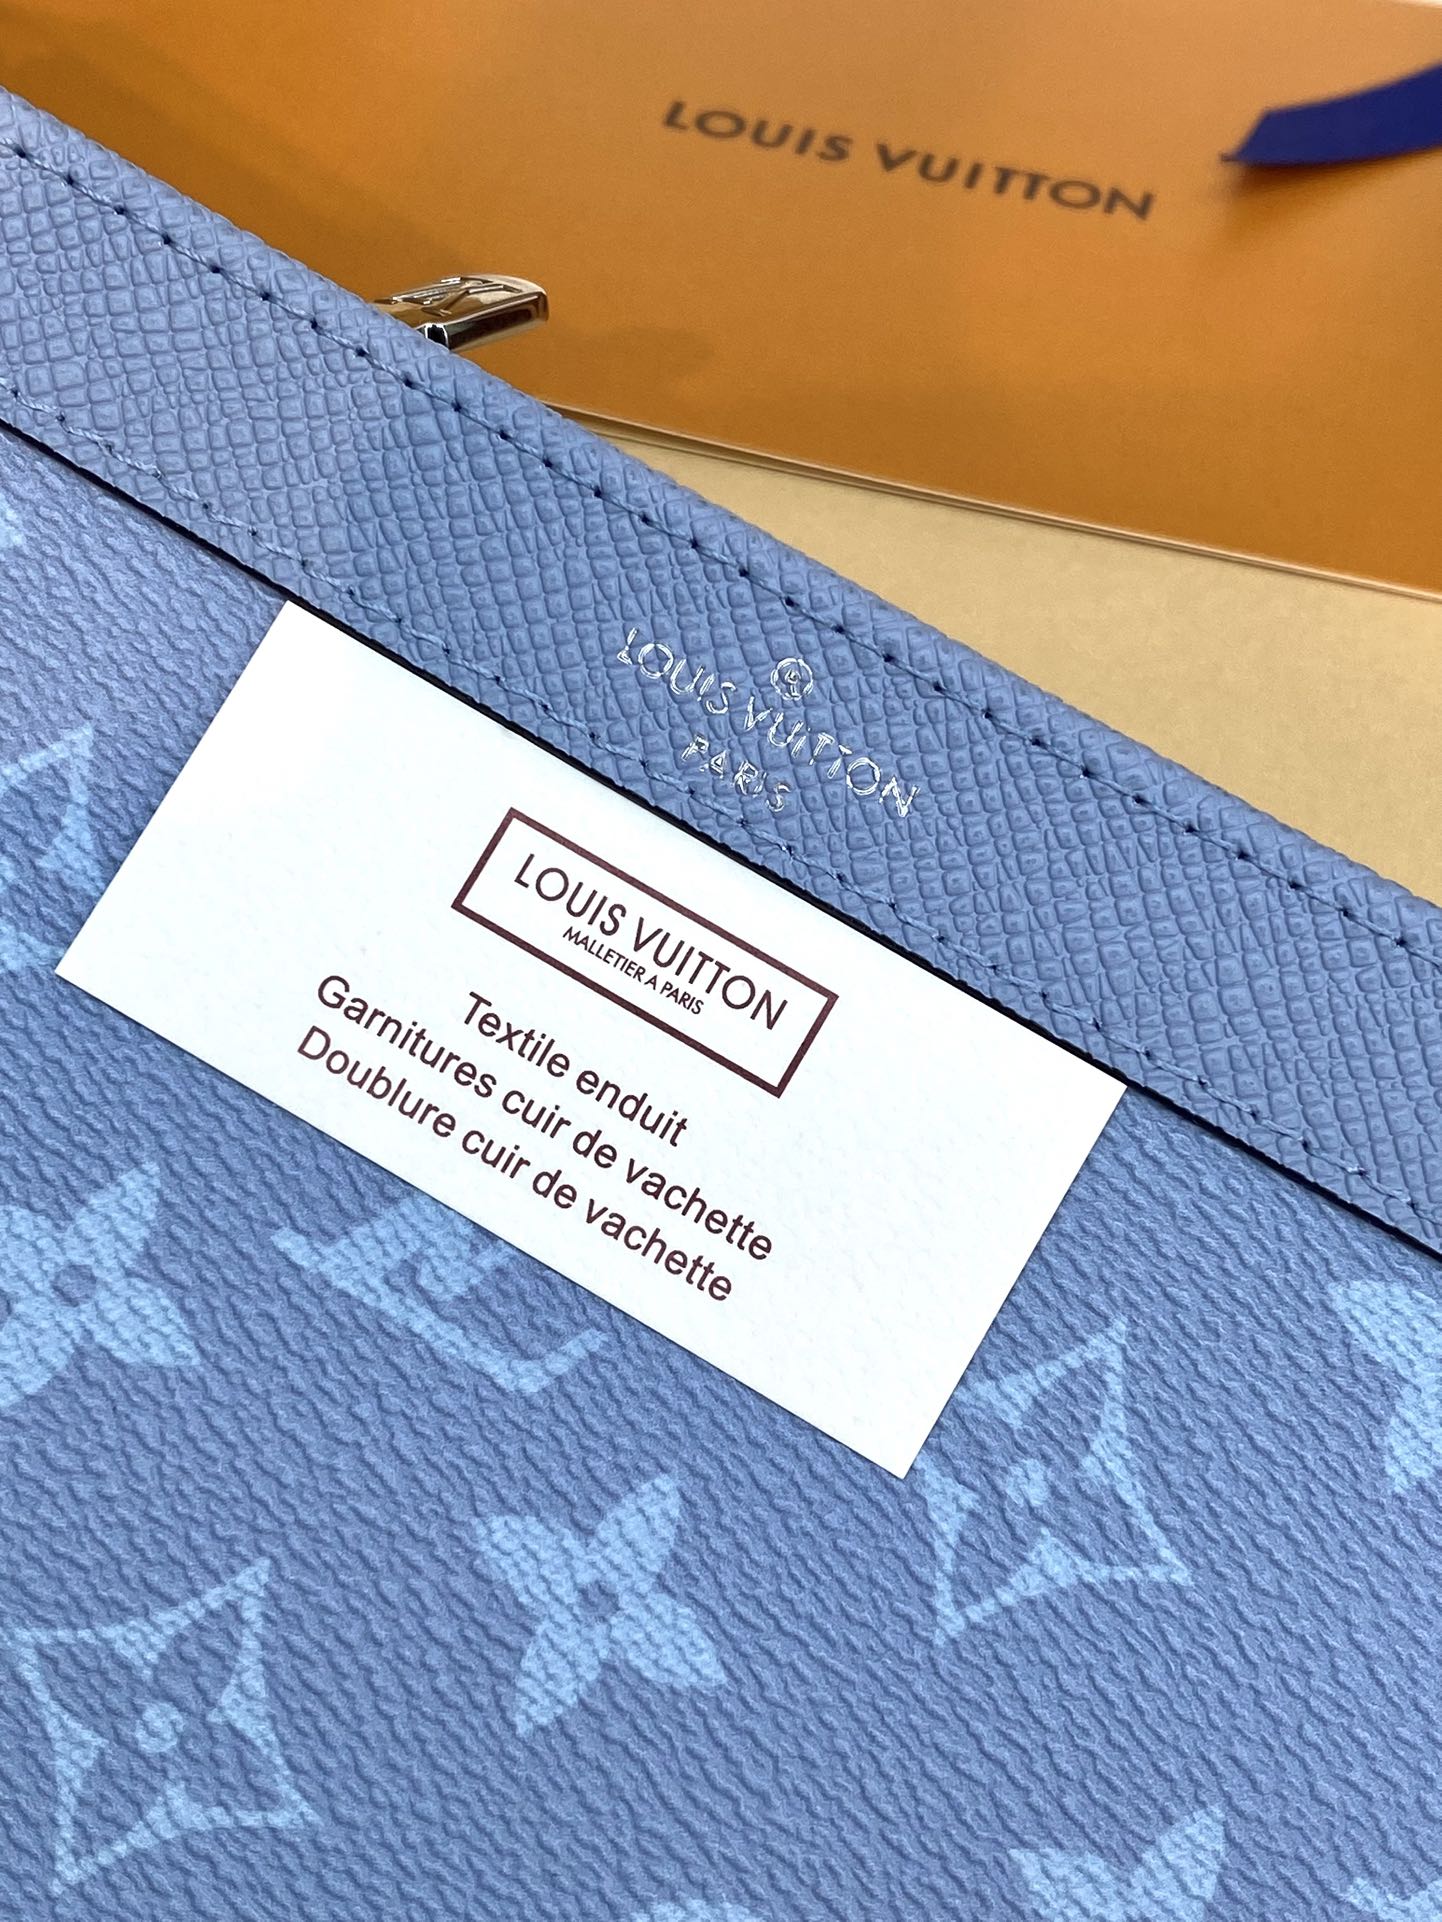 LOUIS VUITTON
®
LOUIS VUITTON
PARIS
LOUIS VUITTON
MALLETIER A PARIS
Textile enduit
Garnitures cuir de vachette
Doublure cuir de vachette